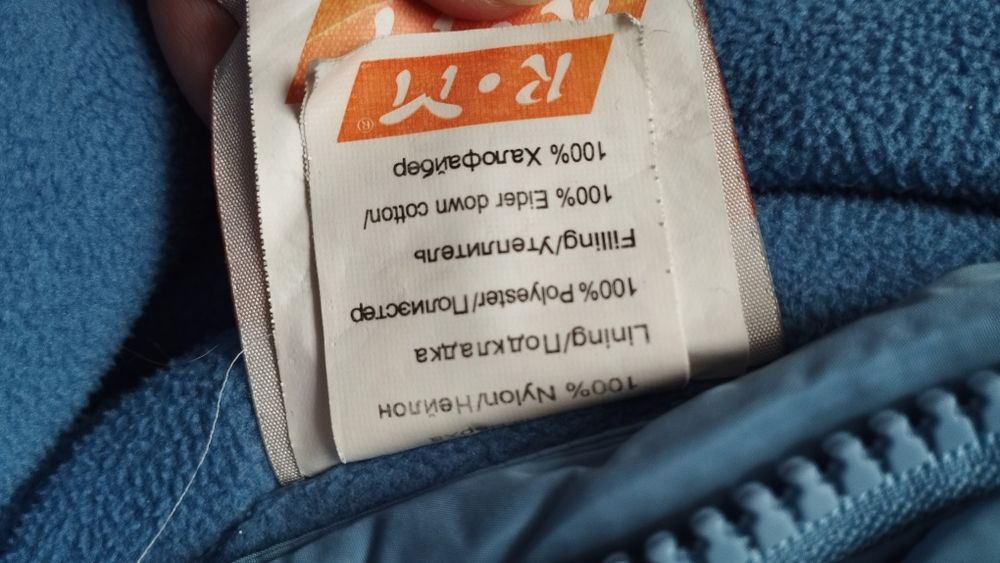 100% Nylon/Нейлон
Lining/Подкладка
100% Polyester/Полиэстер
Filling/Утеплитель
100% Eider down cotton/
100% Халофайбер
R·M ®